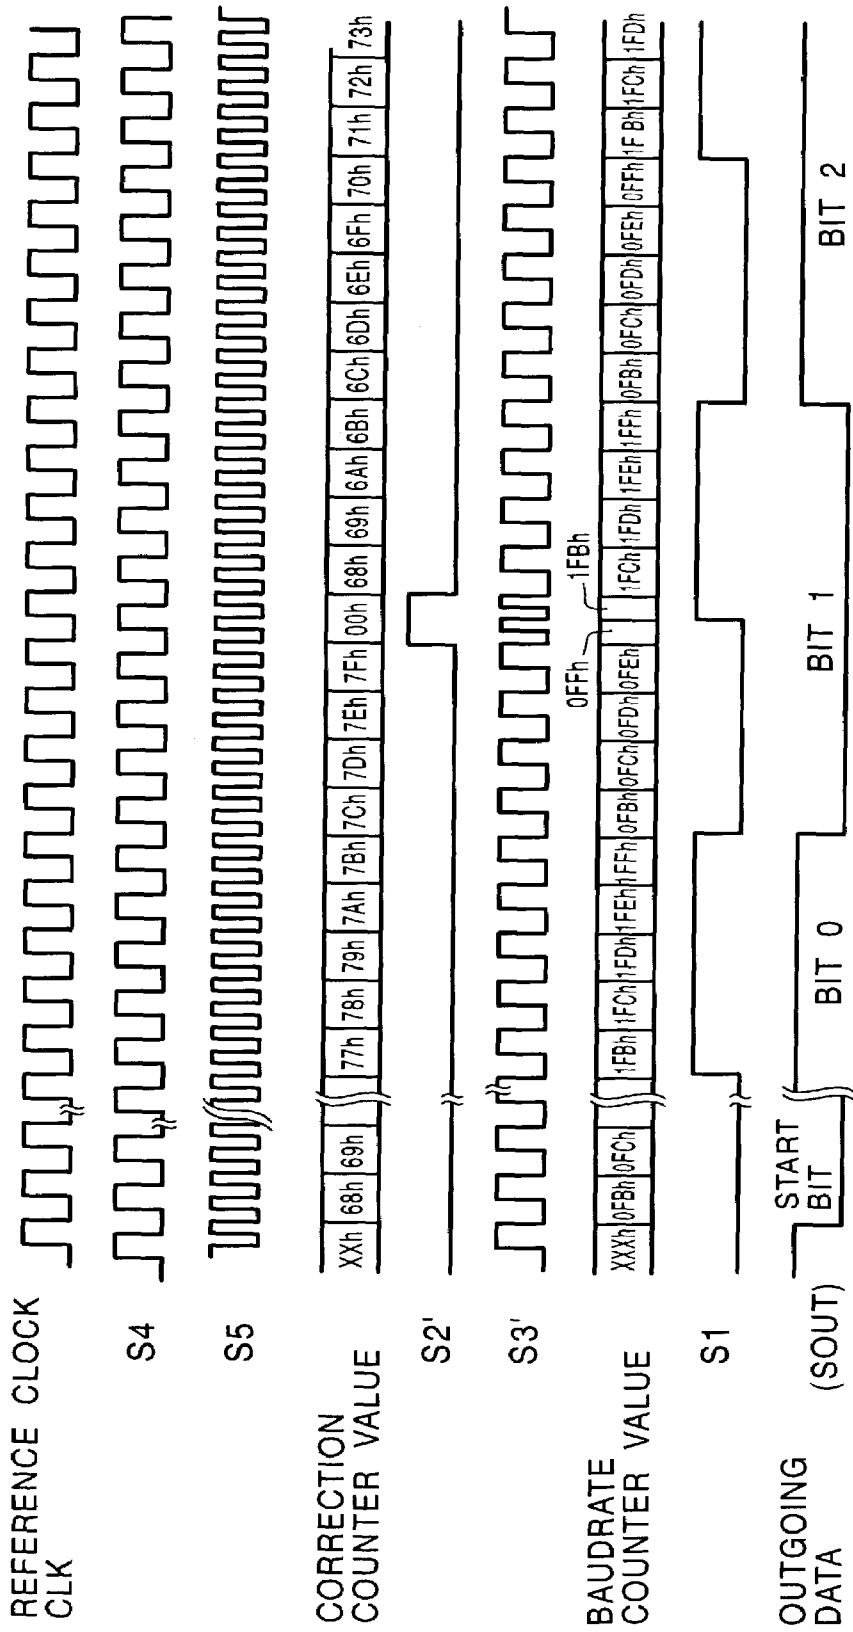 REFERENCE CLOCK
CLK
S4
S5
CORRECTION
COUNTER VALUE
XXh 68h 69h 77h 78h 79h 7Ah 7Bh 7Ch 7Dh 7Eh 7Fh 00h 68h 69h 6Ah 6Bh 6Ch 6Dh 6Eh 6Fh 70h 71h 72h 73h
S2'
S3'
0FFh 1FBh
BAUDRATE
COUNTER VALUE
XXXh 0FBh 0FCh 1FBh 1FCh 1FDh 1FEh 1FFh 0FBh 0FCh 0FDh 0FEh 1FCh 1FDh 1FEh 1FFh 0FBh 0FCh 0FDh 0FEh 0FFh 1FBh 1FCh 1FDh
S1
OUTGOING
DATA
(SOUT)
START
BIT
BIT 0
BIT 1
BIT 2